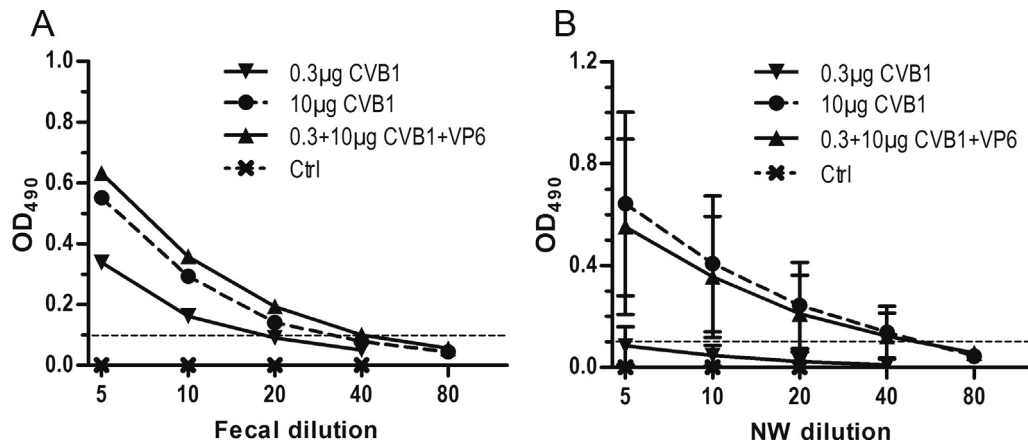 A
1.0
0.8
0.6
0.4
0.2
0.0
OD490
0.3µg CVB1
10µg CVB1
0.3+10µg CVB1+VP6
Ctrl
5 10 20 40 80
Fecal dilution
B
1.2
0.8
0.4
0.0
OD490
0.3µg CVB1
10µg CVB1
0.3+10µg CVB1+VP6
Ctrl
5 10 20 40 80
NW dilution